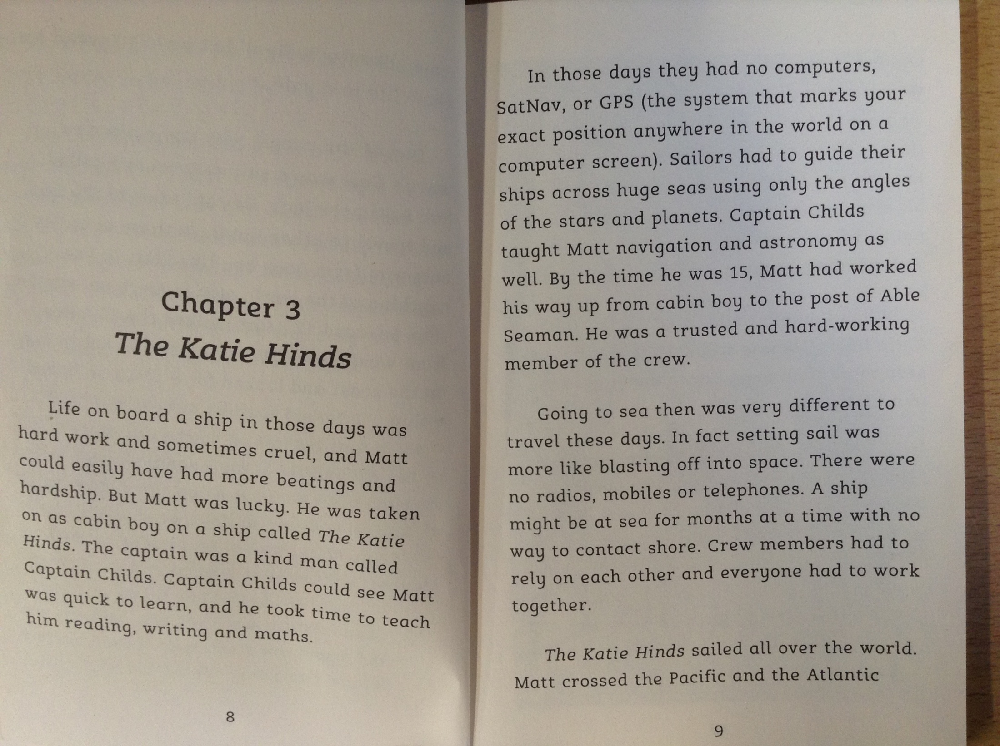 Chapter 3
The Katie Hinds
Life on board a ship in those days was
hard work and sometimes cruel, and Matt
could easily have had more beatings and
hardship. But Matt was lucky. He was taken
on as cabin boy on a ship called The Katie
Hinds. The captain was a kind man called
Captain Childs. Captain Childs could see Matt
was quick to learn, and he took time to teach
him reading, writing and maths.
8
In those days they had no computers,
SatNav, or GPS (the system that marks your
exact position anywhere in the world on a
computer screen). Sailors had to guide their
ships across huge seas using only the angles
of the stars and planets. Captain Childs
taught Matt navigation and astronomy as
well. By the time he was 15, Matt had worked
his way up from cabin boy to the post of Able
Seaman. He was a trusted and hard-working
member of the crew.
Going to sea then was very different to
travel these days. In fact setting sail was
more like blasting off into space. There were
no radios, mobiles or telephones. A ship
might be at sea for months at a time with no
way to contact shore. Crew members had to
rely on each other and everyone had to work
together.
The Katie Hinds sailed all over the world.
Matt crossed the Pacific and the Atlantic
9